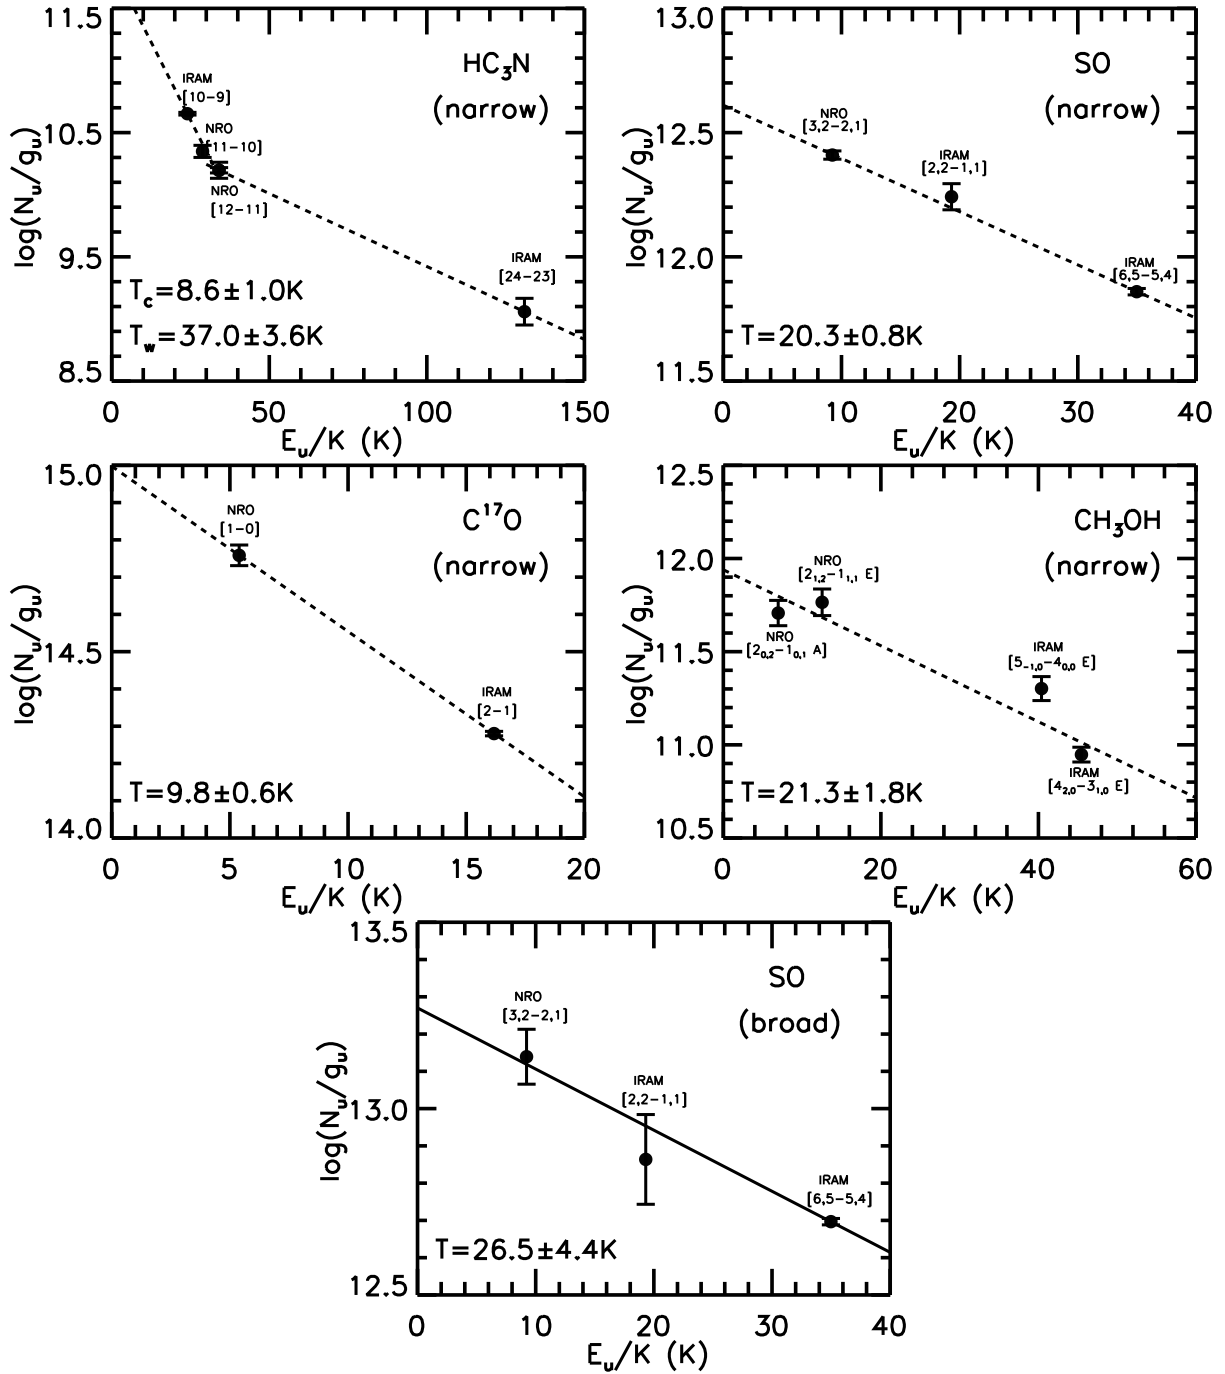 11.5
10.5
9.5
8.5
log(Nᵤ/gᵤ)
HC₃N
(narrow)
IRAM
[10−9]
NRO
[11−10]
NRO
[12−11]
IRAM
[24−23]
T_c=8.6±1.0K
T_w=37.0±3.6K
0 50 100 150
Eᵤ/K (K)
13.0
12.5
12.0
11.5
log(Nᵤ/gᵤ)
SO
(narrow)
NRO
[3,2−2,1]
IRAM
[2,2−1,1]
IRAM
[6,5−5,4]
T=20.3±0.8K
0 10 20 30 40
Eᵤ/K (K)
15.0
14.5
14.0
log(Nᵤ/gᵤ)
C¹⁷O
(narrow)
NRO
[1−0]
IRAM
[2−1]
T=9.8±0.6K
0 5 10 15 20
Eᵤ/K (K)
12.5
12.0
11.5
11.0
10.5
log(Nᵤ/gᵤ)
CH₃OH
(narrow)
NRO
[2₁,₂−1₁,₁ E]
NRO
[2₀,₂−1₀,₁ A]
IRAM
[5₋₁,₀−4₀,₀ E]
IRAM
[4₂,₀−3₁,₀ E]
T=21.3±1.8K
0 20 40 60
Eᵤ/K (K)
13.5
13.0
12.5
log(Nᵤ/gᵤ)
SO
(broad)
NRO
[3,2−2,1]
IRAM
[2,2−1,1]
IRAM
[6,5−5,4]
T=26.5±4.4K
0 10 20 30 40
Eᵤ/K (K)